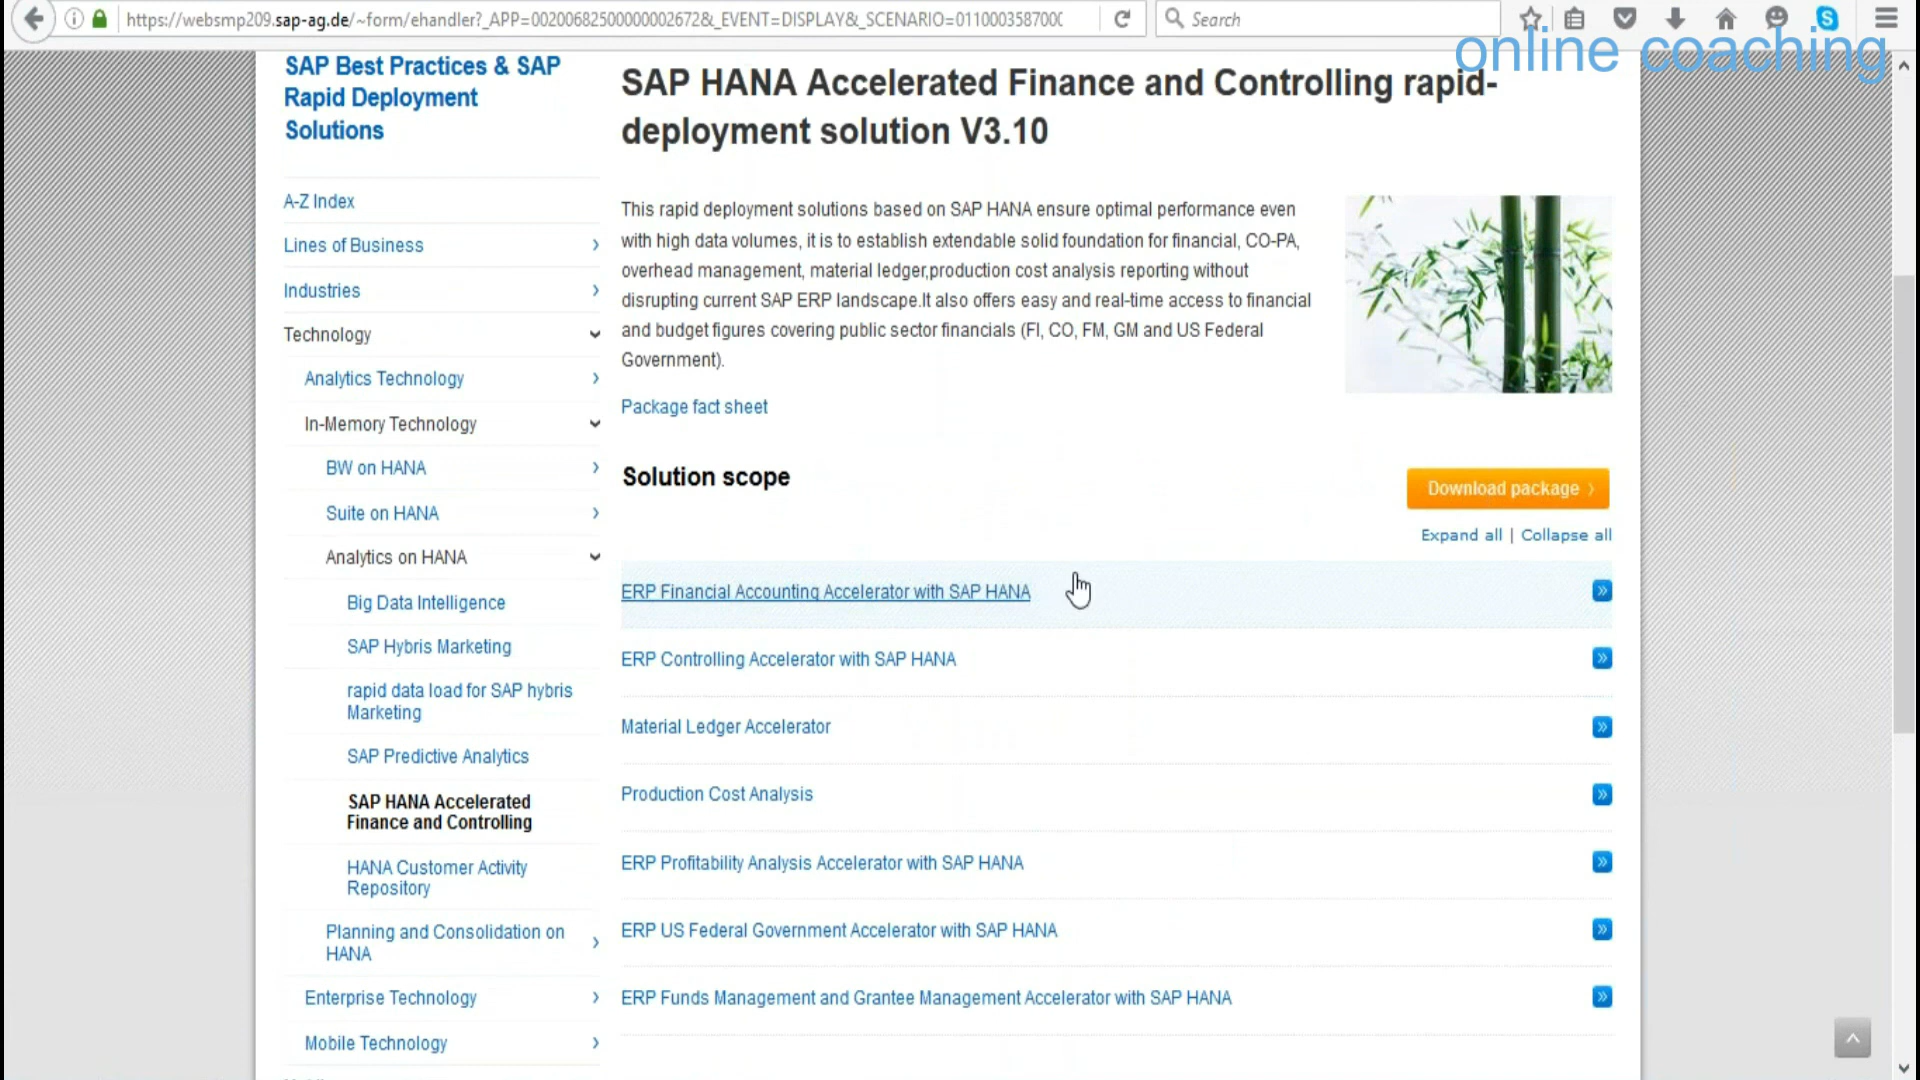 https://websmp209.sap-ag.de/~form/ehandler?_APP=00200682500000002672&_EVENT=DISPLAY&_SCENARIO=0110003587000
Search
online coaching
SAP Best Practices & SAP
Rapid Deployment
Solutions
A-Z Index
Lines of Business
Industries
Technology
Analytics Technology
In-Memory Technology
BW on HANA
Suite on HANA
Analytics on HANA
Big Data Intelligence
SAP Hybris Marketing
rapid data load for SAP hybris
Marketing
SAP Predictive Analytics
SAP HANA Accelerated
Finance and Controlling
HANA Customer Activity
Repository
Planning and Consolidation on
HANA
Enterprise Technology
Mobile Technology
SAP HANA Accelerated Finance and Controlling rapid-
deployment solution V3.10
This rapid deployment solutions based on SAP HANA ensure optimal performance even
with high data volumes, it is to establish extendable solid foundation for financial, CO-PA,
overhead management, material ledger,production cost analysis reporting without
disrupting current SAP ERP landscape.It also offers easy and real-time access to financial
and budget figures covering public sector financials (FI, CO, FM, GM and US Federal
Government).
Package fact sheet
Solution scope
Download package
Expand all | Collapse all
ERP Financial Accounting Accelerator with SAP HANA
ERP Controlling Accelerator with SAP HANA
Material Ledger Accelerator
Production Cost Analysis
ERP Profitability Analysis Accelerator with SAP HANA
ERP US Federal Government Accelerator with SAP HANA
ERP Funds Management and Grantee Management Accelerator with SAP HANA